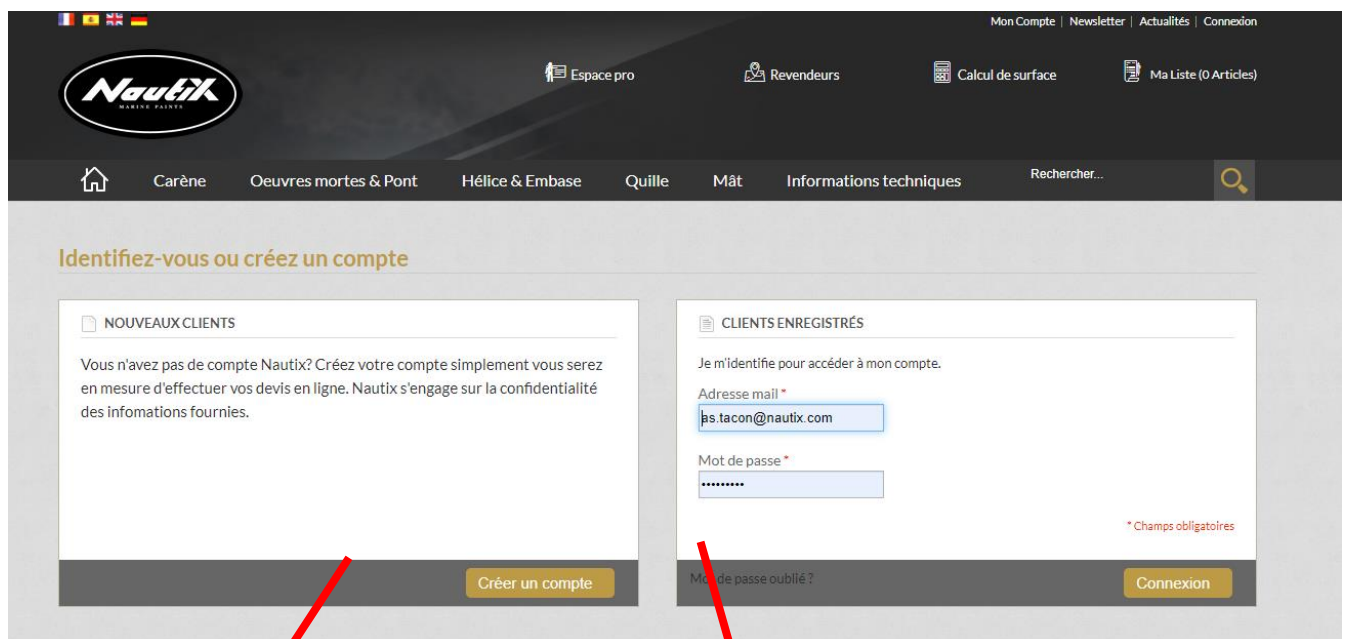 Mon Compte | Newsletter | Actualités | Connexion
NautiX
MARINE PAINTS
Espace pro
Revendeurs
Calcul de surface
Ma Liste (0 Articles)
Carène
Oeuvres mortes & Pont
Hélice & Embase
Quille
Mât
Informations techniques
Rechercher...
Identifiez-vous ou créez un compte
NOUVEAUX CLIENTS
Vous n'avez pas de compte Nautix? Créez votre compte simplement vous serez
en mesure d'effectuer vos devis en ligne. Nautix s'engage sur la confidentialité
des infomations fournies.
Créer un compte
CLIENTS ENREGISTRÉS
Je m'identifie pour accéder à mon compte.
Adresse mail *
as.tacon@nautix.com
Mot de passe *
•••••••••
* Champs obligatoires
Mot de passe oublié ?
Connexion